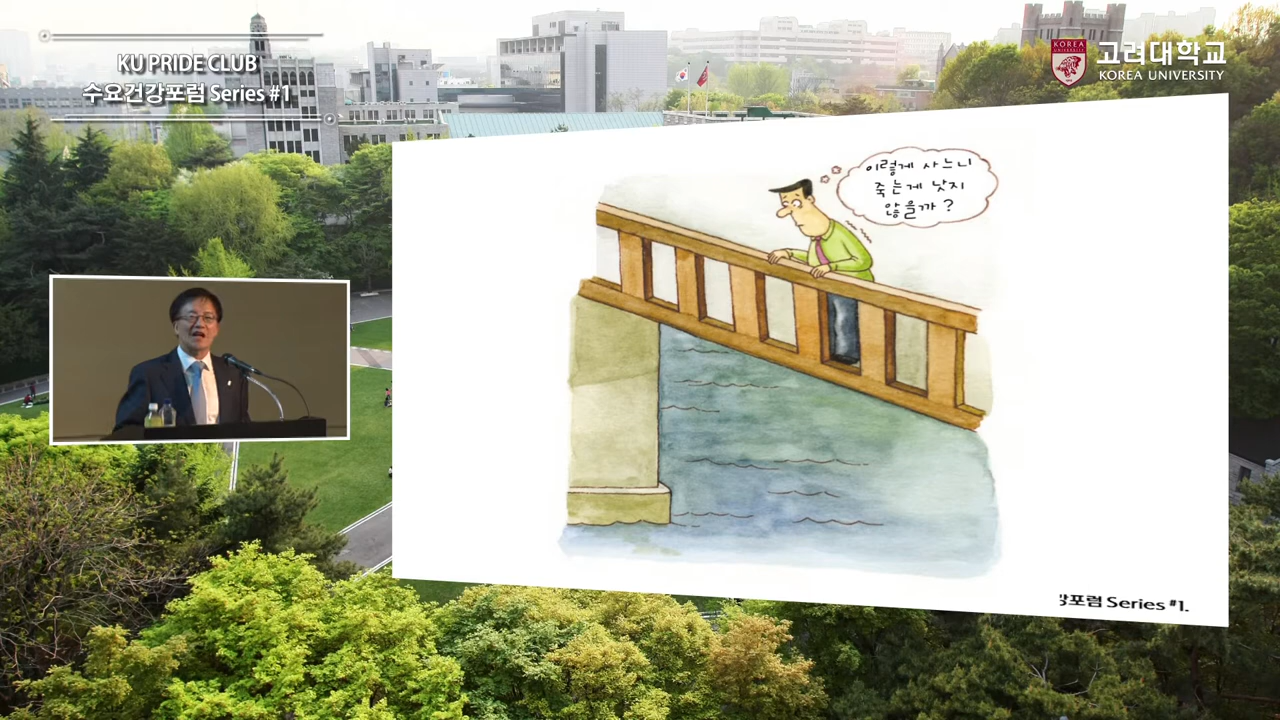 KU PRIDE CLUB
수요건강포럼 Series #1
KOREA
UNIVERSITY
고려대학교
KOREA UNIVERSITY
이렇게 사느니
죽는게 낫지
않을까?
강포럼 Series #1.